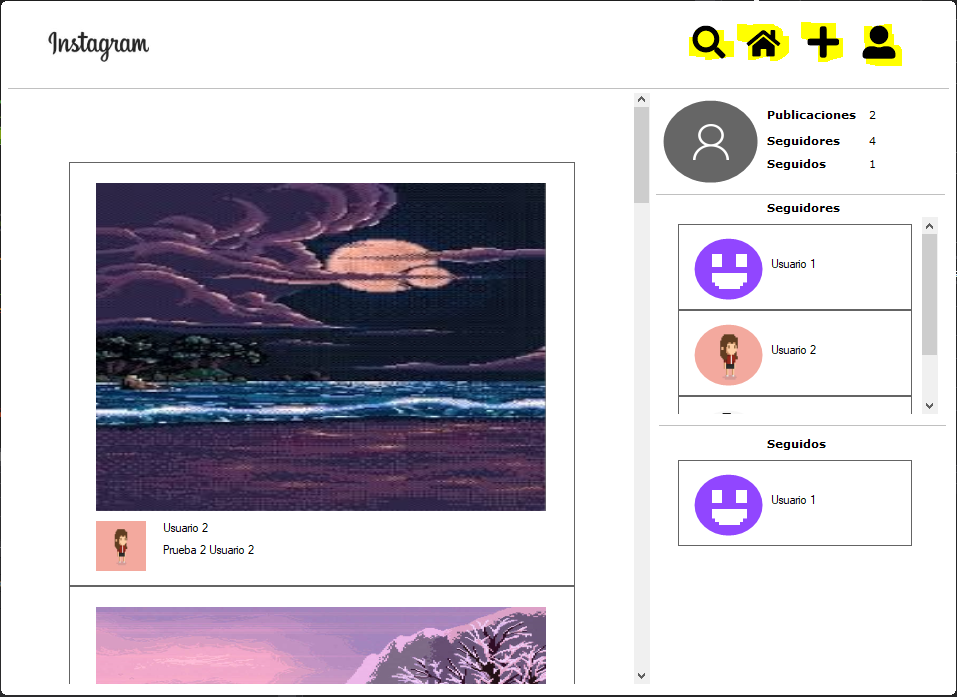 Instagram
Usuario 2
Prueba 2 Usuario 2
Publicaciones 2
Seguidores 4
Seguidos 1
Seguidores
Usuario 1
Usuario 2
Seguidos
Usuario 1